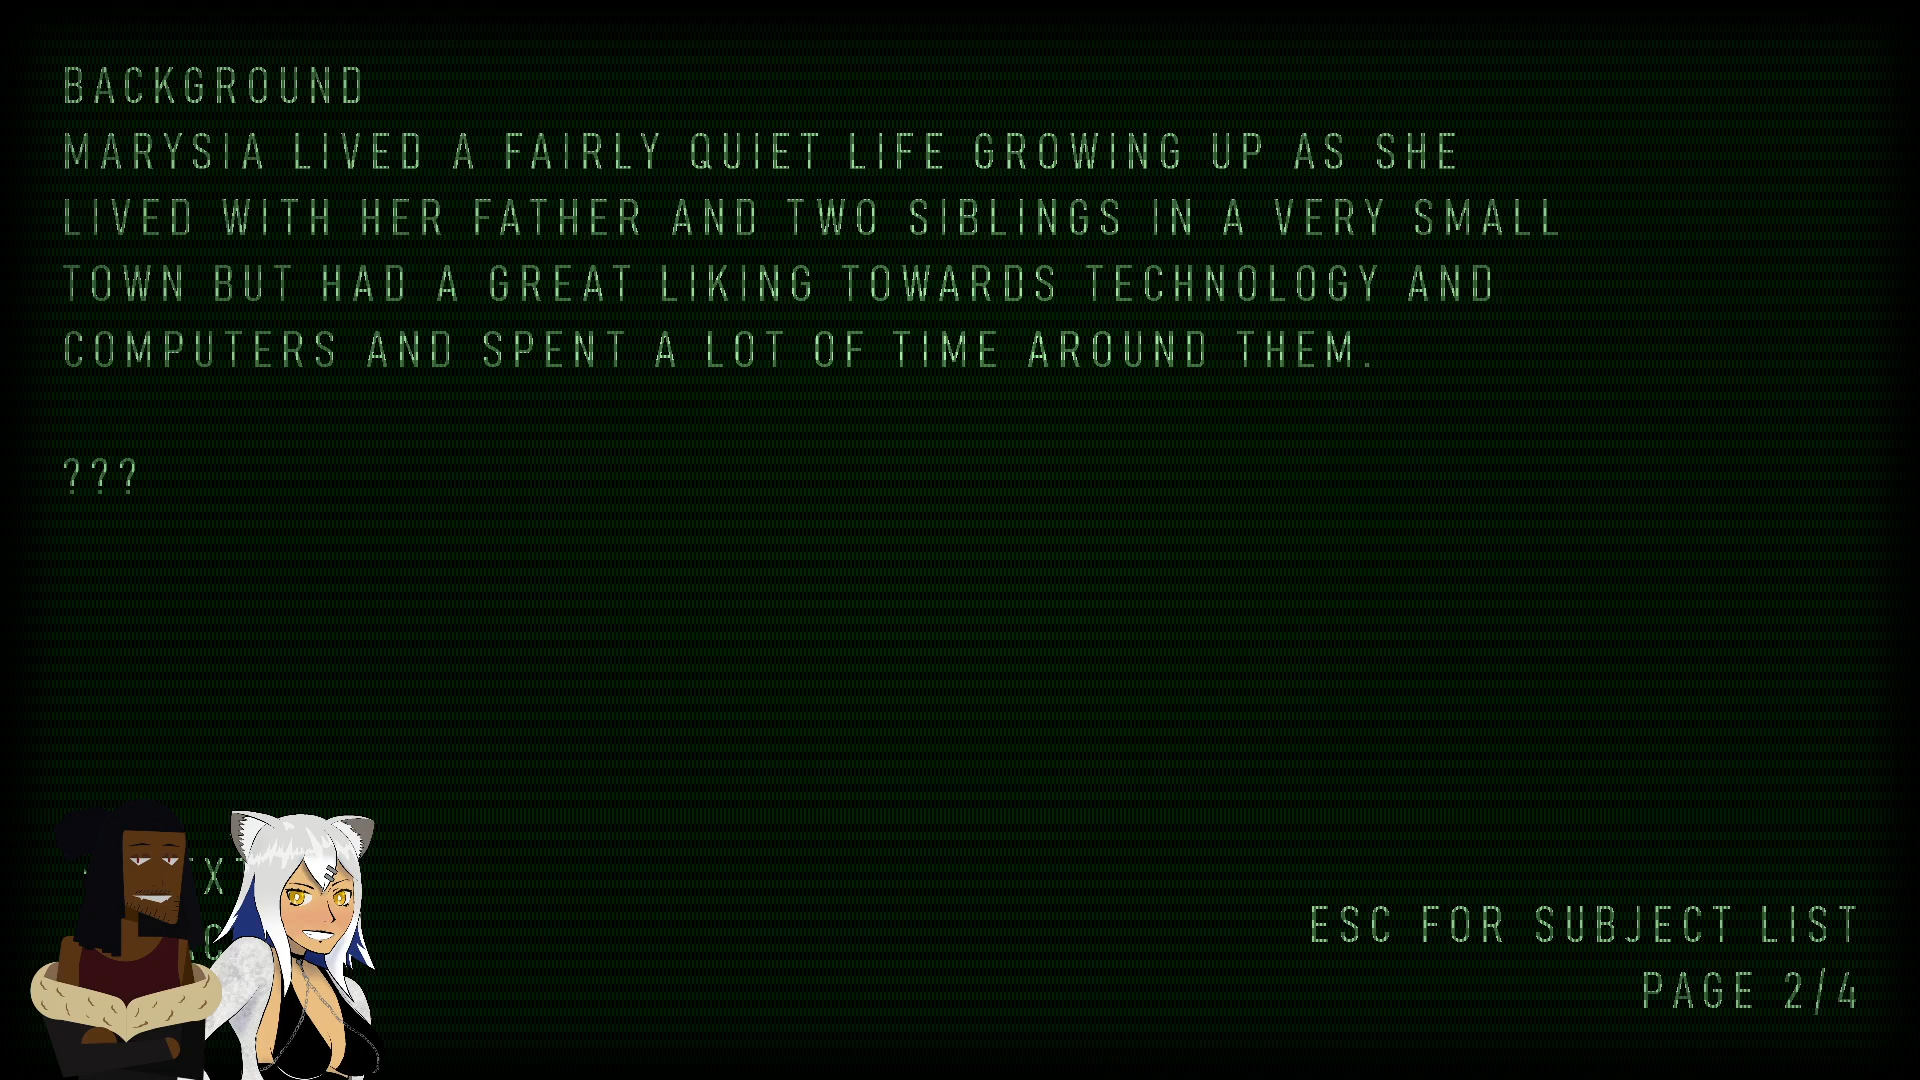 BACKGROUND
MARYSIA LIVED A FAIRLY QUIET LIFE GROWING UP AS SHE
LIVED WITH HER FATHER AND TWO SIBLINGS IN A VERY SMALL
TOWN BUT HAD A GREAT LIKING TOWARDS TECHNOLOGY AND
COMPUTERS AND SPENT A LOT OF TIME AROUND THEM.
???
ESC FOR SUBJECT LIST
PAGE 2/4